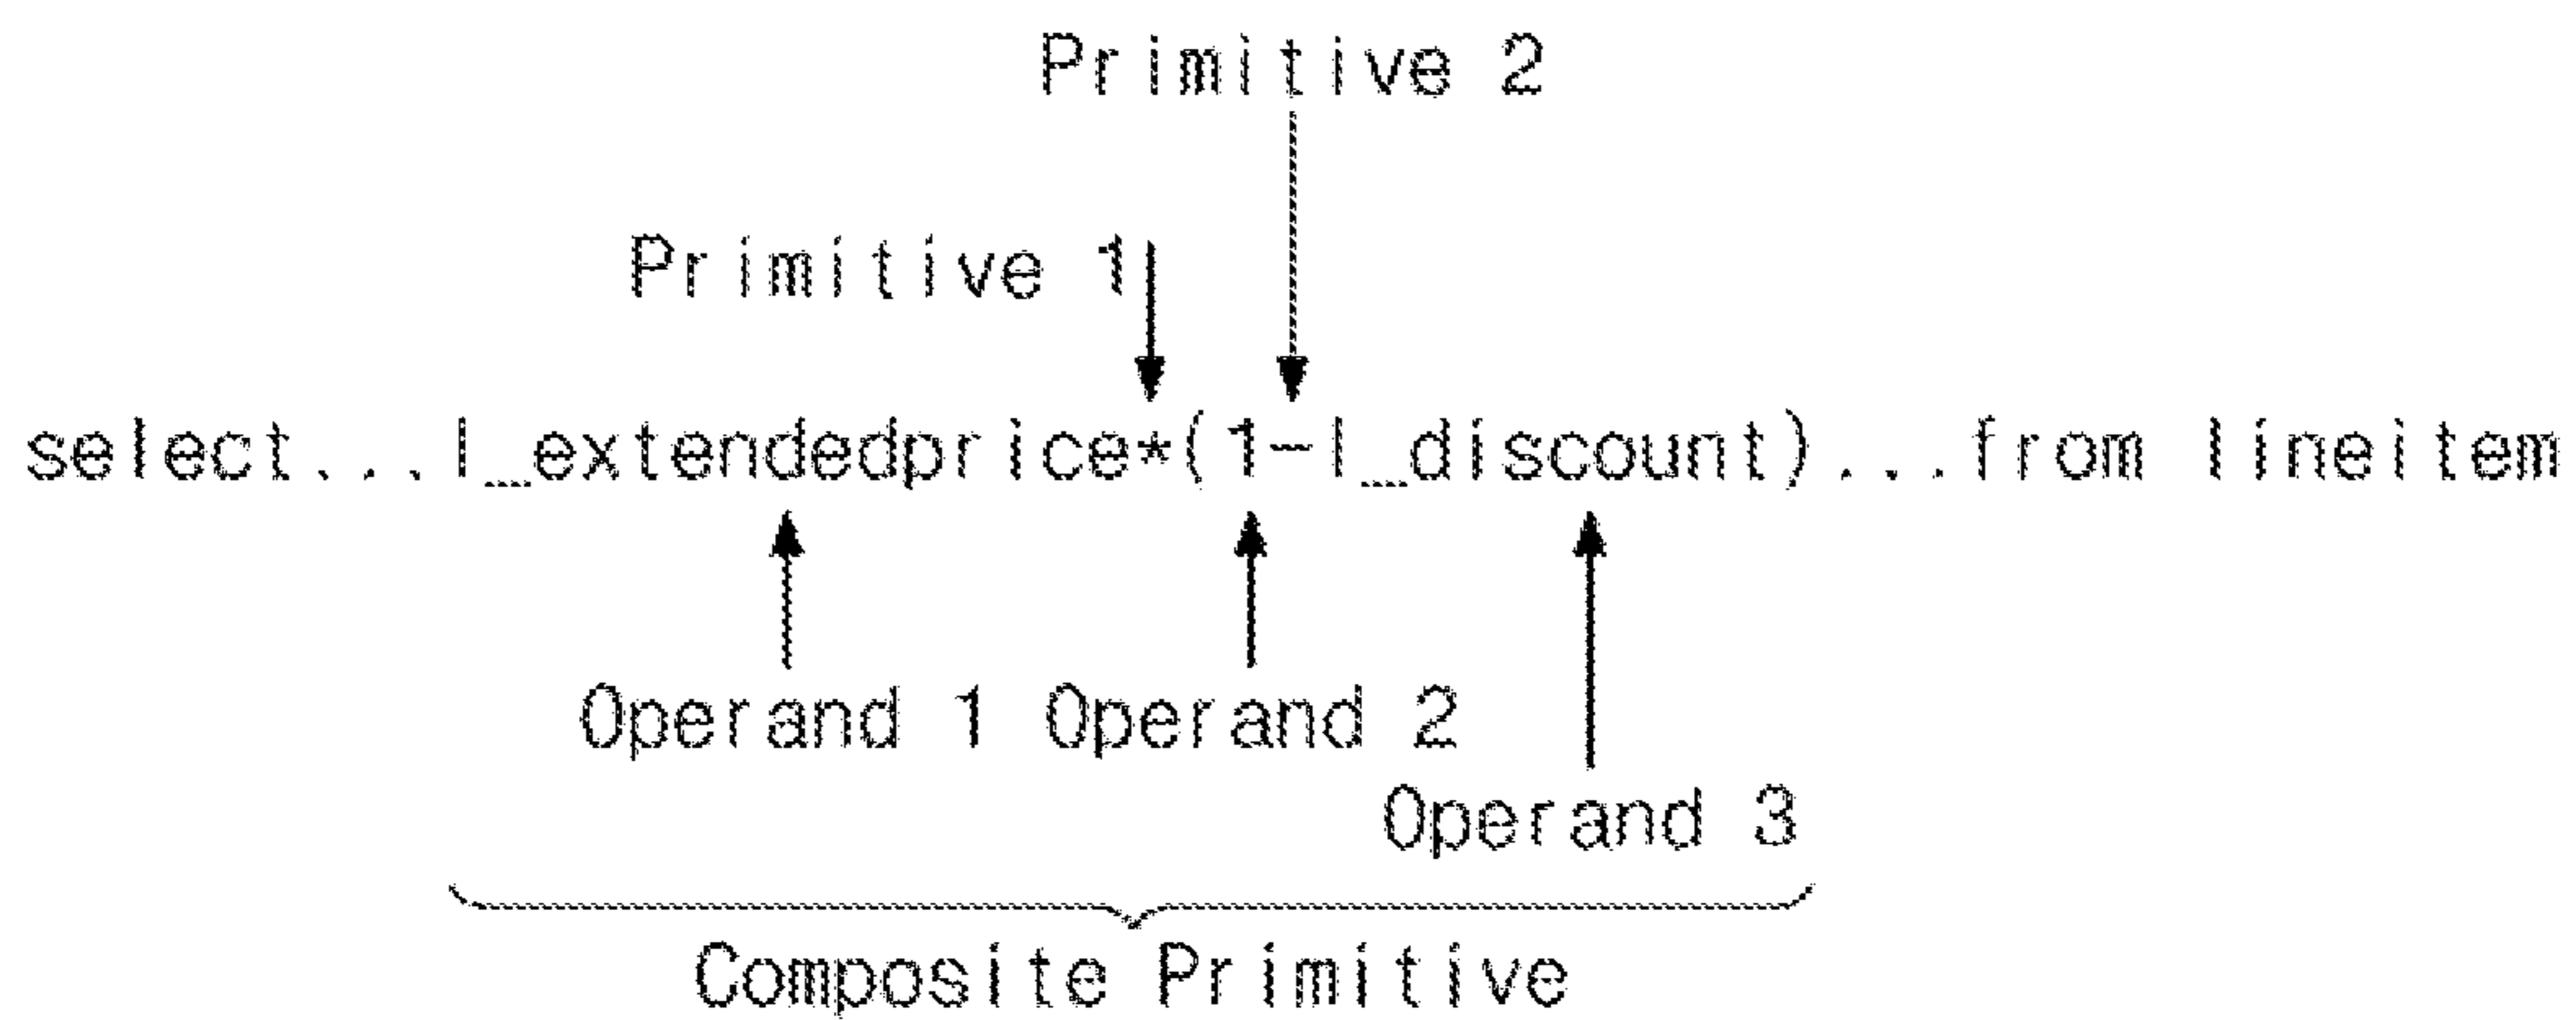 Primitive 2
Primitive 1
select...l_extendedprice*(1-l_discount)...from lineitem
Operand 1 Operand 2
Operand 3
Composite Primitive